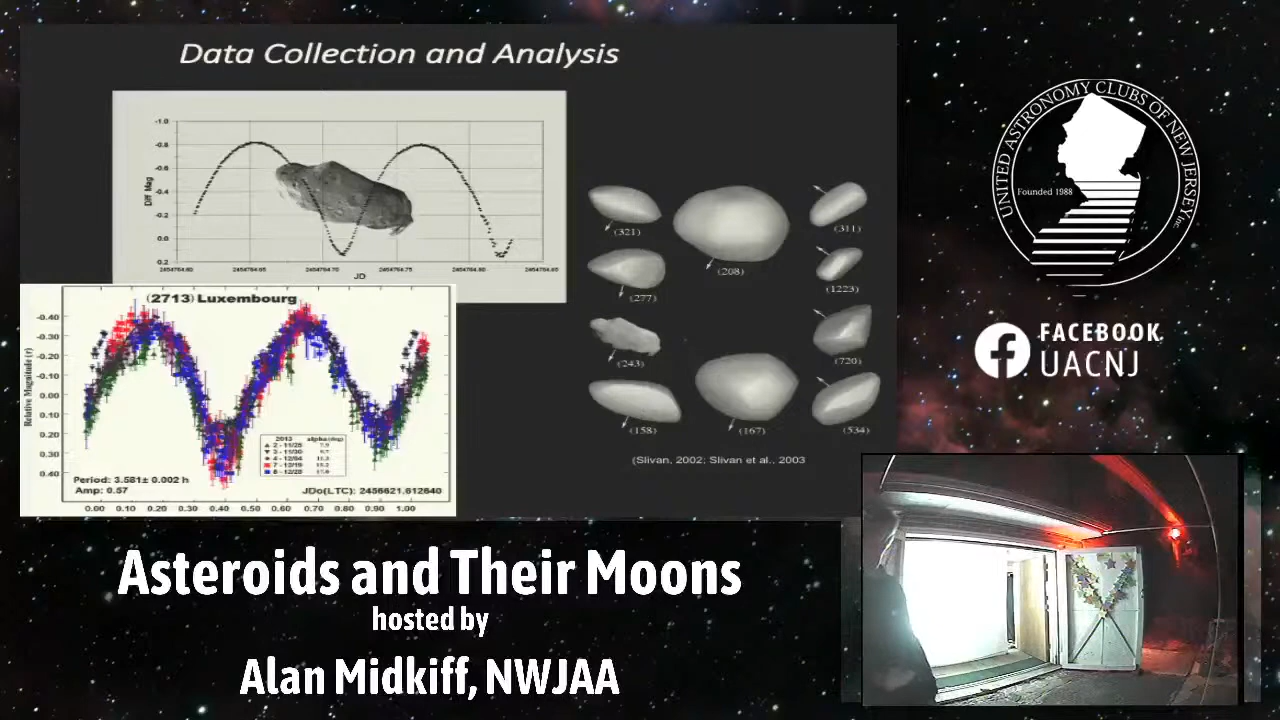 Data Collection and Analysis
-1.0
-0.8
-0.6
-0.4
-0.2
0.0
0.2
Diff Mag
JD
(2713) Luxembourg
-0.40
-0.30
-0.20
-0.10
0.00
0.10
0.20
0.30
0.40
Relative Magnitude (r)
2013 alpha(deg)
Period: 3.581± 0.002 h
Amp: 0.57
JDo(LTC): 2456621.612640
0.00 0.10 0.20 0.30 0.40 0.50 0.60 0.70 0.80 0.90 1.00
(321)
(208)
(311)
(277)
(1223)
(243)
(720)
(158)
(167)
(534)
(Slivan, 2002; Slivan et al., 2003
UNITED ASTRONOMY CLUBS OF NEW JERSEY Inc
Founded 1988
FACEBOOK
UACNJ
Asteroids and Their Moons
hosted by
Alan Midkiff, NWJAA